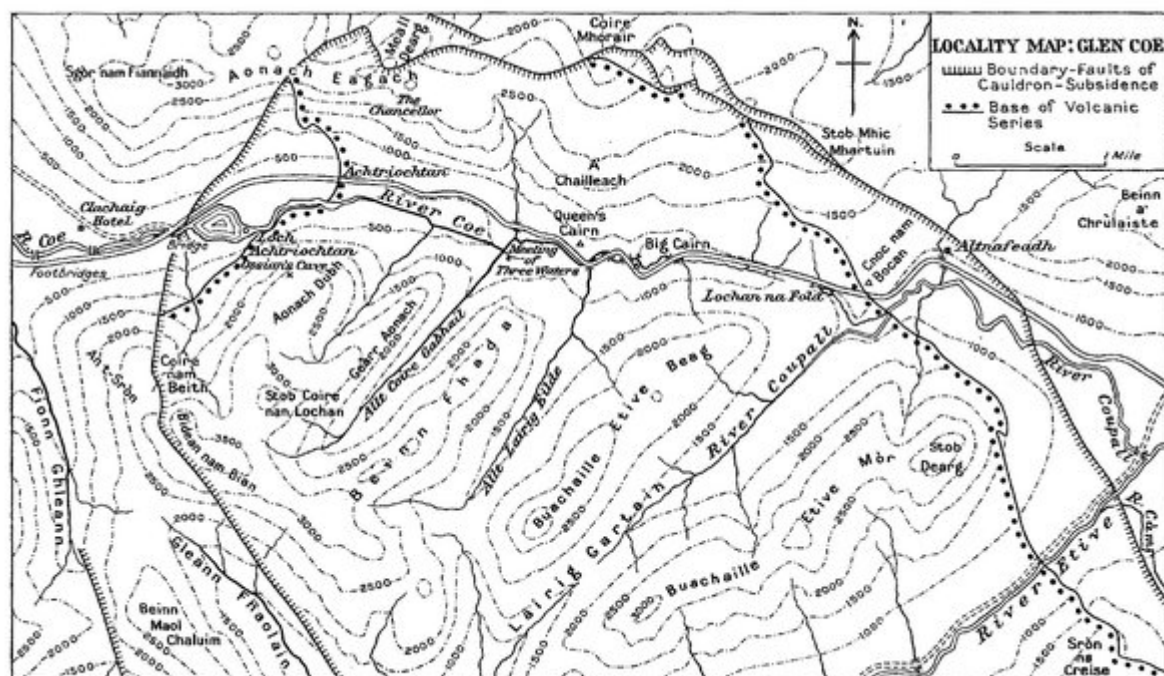 LOCALITY MAP: GLEN COE
Boundary-Faults of
Cauldron-Subsidence
Base of Volcanic
Series
Scale
0 1 Mile
N.
Coire
Mhorair
Meall
Dearg
Sgòr nam Fiannaidh
Aonach Eagach
The
Chancellor
Stob Mhic
Mhartuin
A'
Chailleach
Beinn
a'
Chrulaiste
Achtriochtan
Clachaig
Hotel
R. Coe
River Coe
Queen's
Cairn
Big Cairn
Altnafeadh
Cnoc nam
Bocan
Bridge
Footbridges
Loch
Achtriochtan
Ossian's Cave
Meeting
of
Three Waters
Lochan na Fola
Aonach Dubh
Gearr Aonach
Allt Coire Gabhail
Beinn Fhada
Allt Lairig Eilde
Buachaille Etive Beag
River Coupall
River Coupall
Lairig Gartain
An t-Sròn
Coire
nam
Beith
Stob Coire
nan Lochan
Bidean nam Bian
Fionn Ghleann
Gleann Fhaolain
Beinn
Maol
Chaluim
Stob
Dearg
Buachaille Etive Mòr
River Etive
Sròn
na
Creise